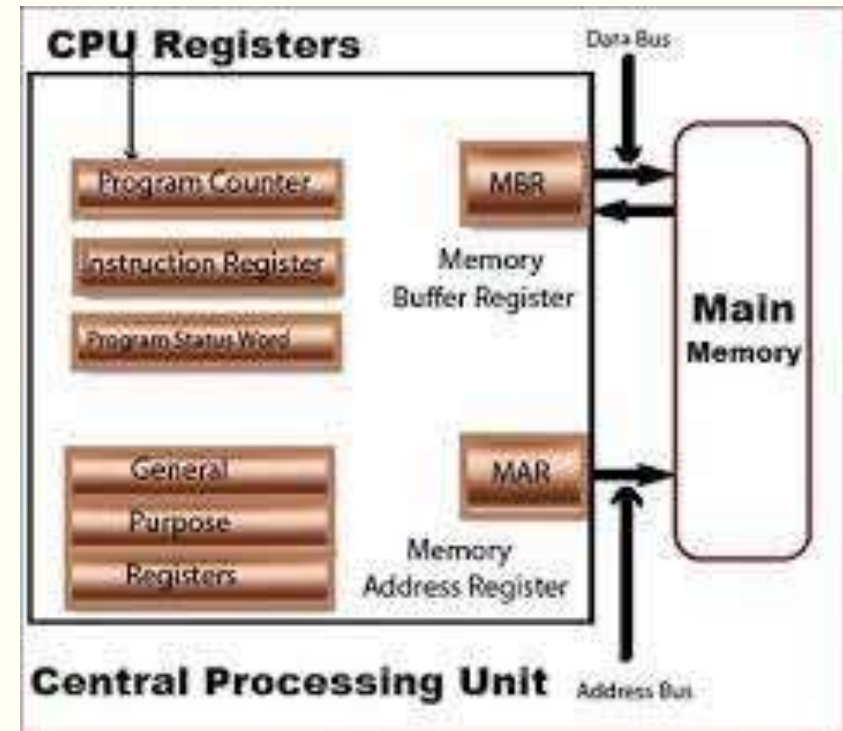 CPU Registers
Data Bus
Program Counter
MBR
Instruction Register
Memory
Buffer Register
Program Status Word
Main
Memory
General
Purpose
Registers
MAR
Memory
Address Register
Central Processing Unit
Address Bus